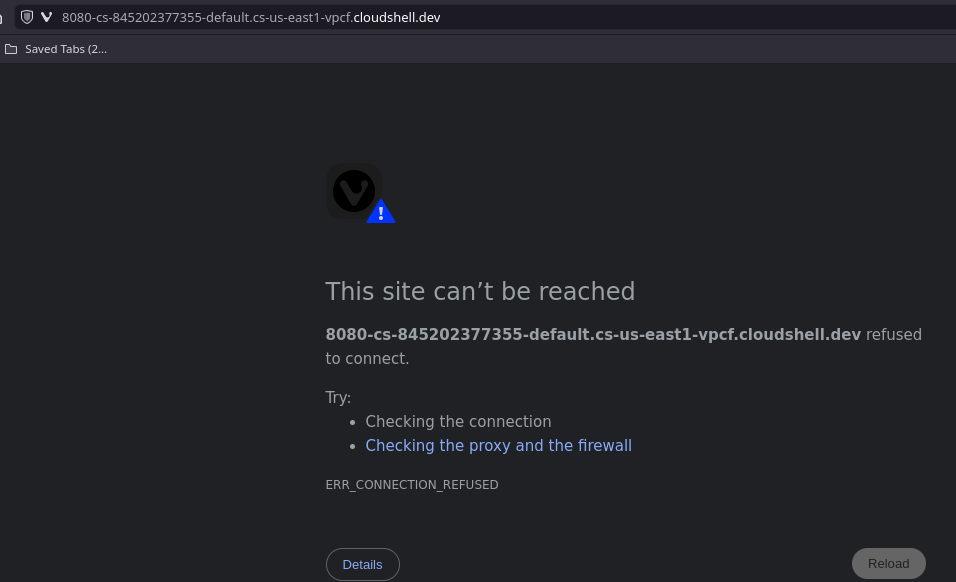 8080-cs-845202377355-default.cs-us-east1-vpcf.cloudshell.dev
Saved Tabs (2...
This site can’t be reached
8080-cs-845202377355-default.cs-us-east1-vpcf.cloudshell.dev refused
to connect.
Try:
• Checking the connection
• Checking the proxy and the firewall
ERR_CONNECTION_REFUSED
Details
Reload